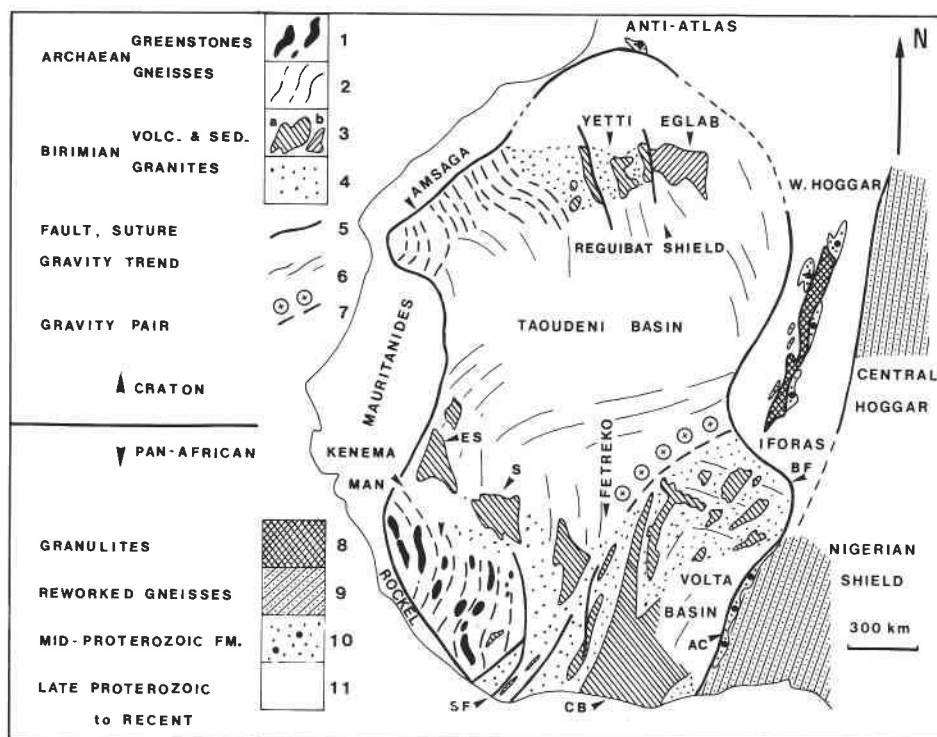 ARCHAEAN GREENSTONES 1
GNEISSES 2
a b
BIRIMIAN VOLC. & SED. 3
GRANITES 4
FAULT, SUTURE 5
GRAVITY TREND 6
GRAVITY PAIR 7
CRATON
PAN-AFRICAN
GRANULITES 8
REWORKED GNEISSES 9
MID-PROTEROZOIC FM. 10
LATE PROTEROZOIC 11
to RECENT
ANTI-ATLAS
N
YETTI EGLAB
AMSAGA
W. HOGGAR
REGUIBAT SHIELD
MAURITANIDES
TAOUDENI BASIN
CENTRAL
HOGGAR
ES
KENEMA
MAN
S
FETREKO
IFORAS
BF
ROCKEL
VOLTA
BASIN
NIGERIAN
SHIELD
300 km
AC
SF
CB